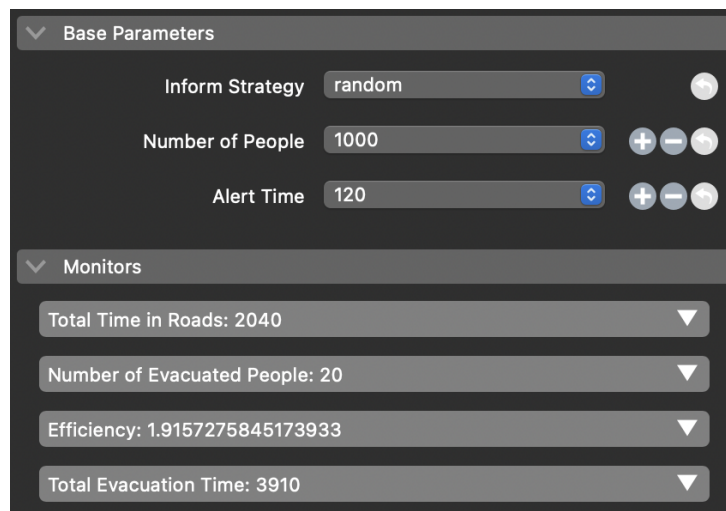 Base Parameters
Inform Strategy random
Number of People 1000
Alert Time 120
Monitors
Total Time in Roads: 2040
Number of Evacuated People: 20
Efficiency: 1.9157275845173933
Total Evacuation Time: 3910